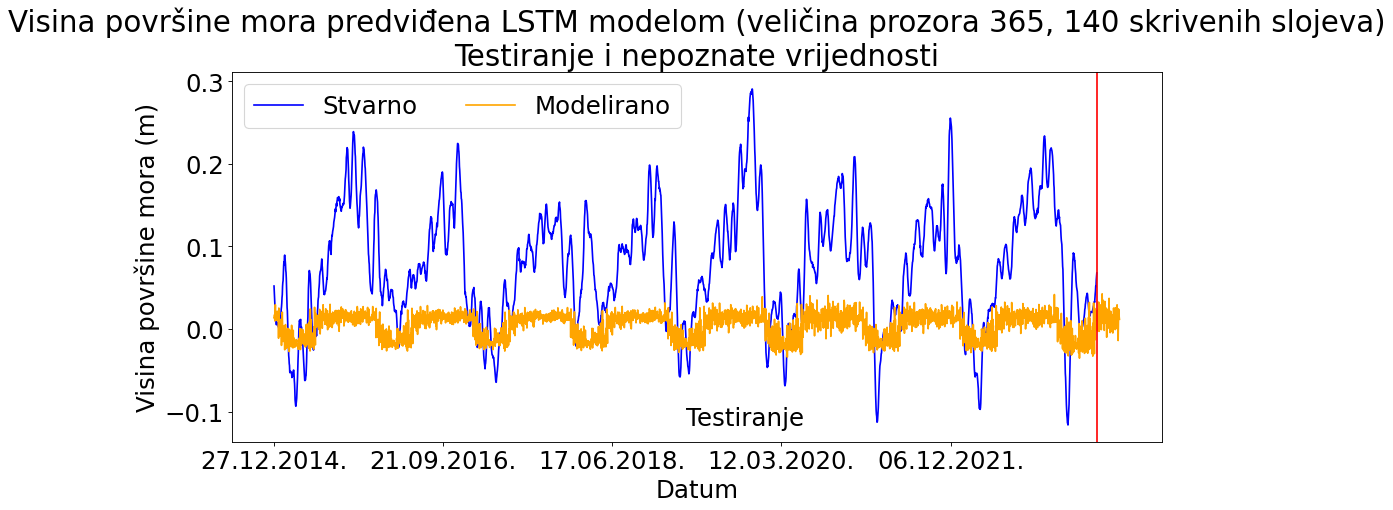 Visina površine mora predviđena LSTM modelom (veličina prozora 365, 140 skrivenih slojeva)
Testiranje i nepoznate vrijednosti
Stvarno
Modelirano
Visina površine mora (m)
0.3
0.2
0.1
0.0
−0.1
Testiranje
27.12.2014.
21.09.2016.
17.06.2018.
12.03.2020.
06.12.2021.
Datum